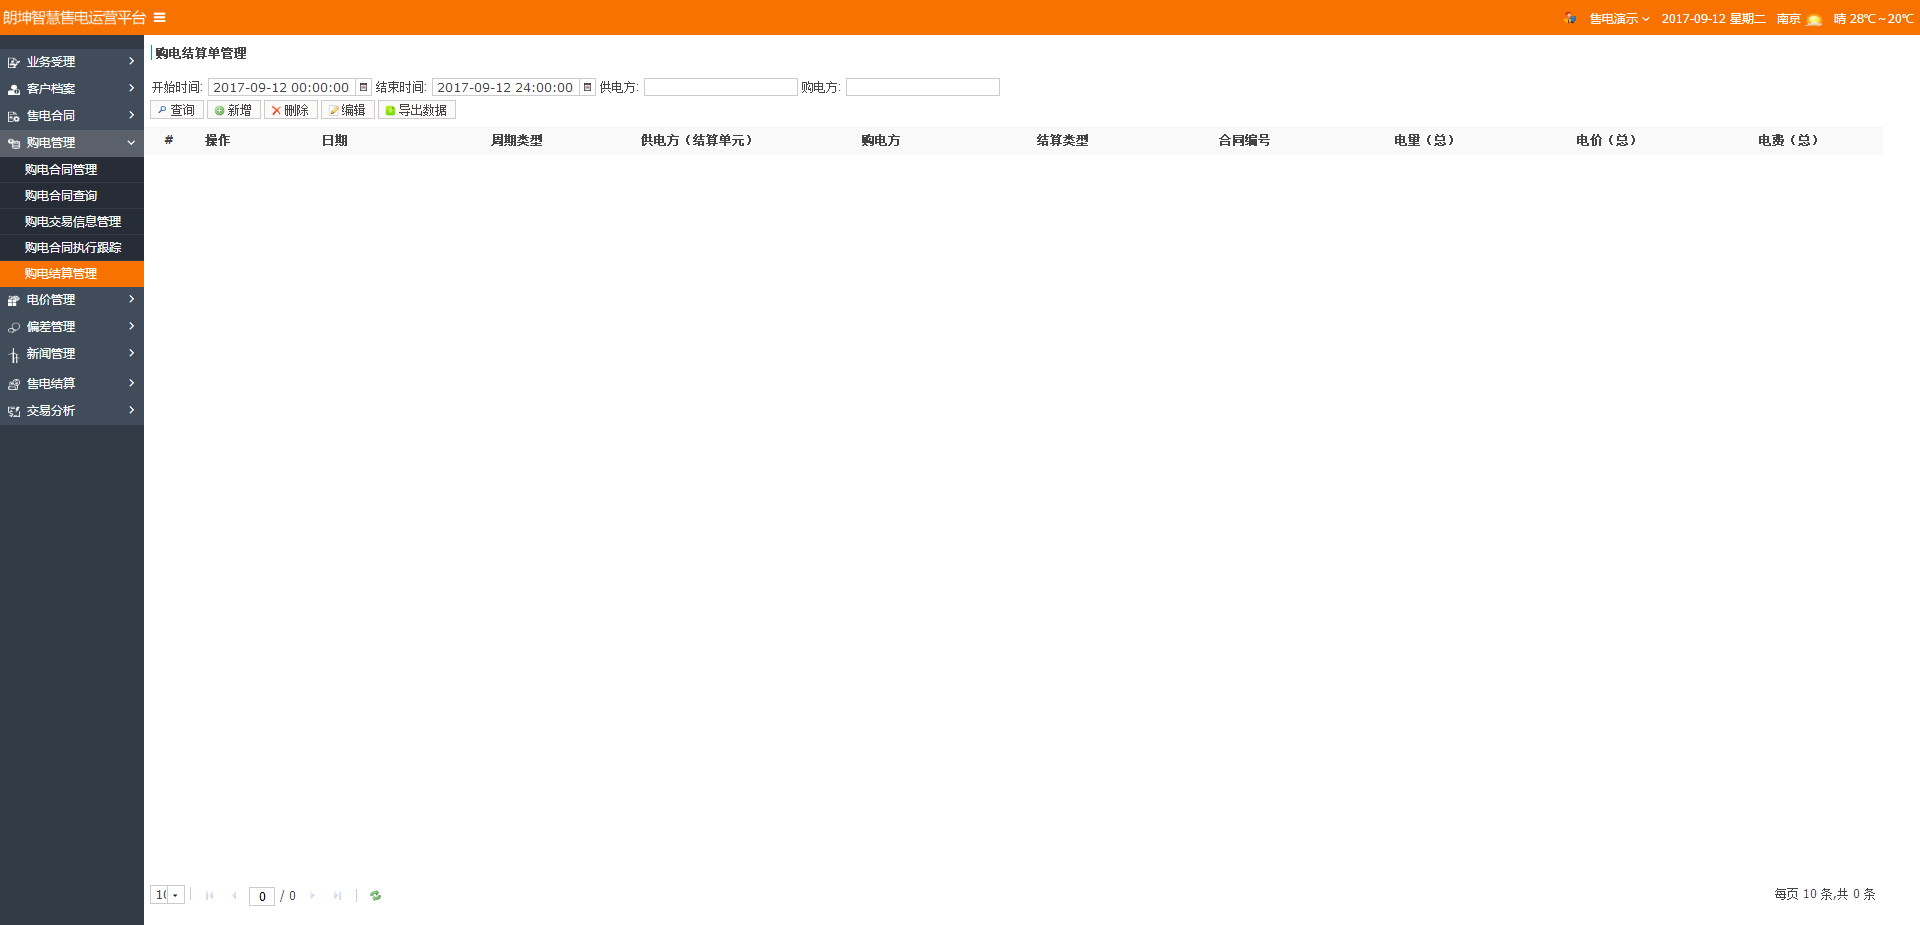 朗坤智慧售电运营平台
售电演示 2017-09-12 星期二 南京 晴 28℃～20℃
业务受理
客户档案
售电合同
购电管理
购电合同管理
购电合同查询
购电交易信息管理
购电合同执行跟踪
购电结算管理
电价管理
偏差管理
新闻管理
售电结算
交易分析
购电结算单管理
开始时间: 2017-09-12 00:00:00 结束时间: 2017-09-12 24:00:00 供电方: 购电方:
查询 新增 删除 编辑 导出数据
# 操作 日期 周期类型 供电方（结算单元） 购电方 结算类型 合同编号 电量（总） 电价（总） 电费（总）
10 0 / 0 每页 10 条,共 0 条